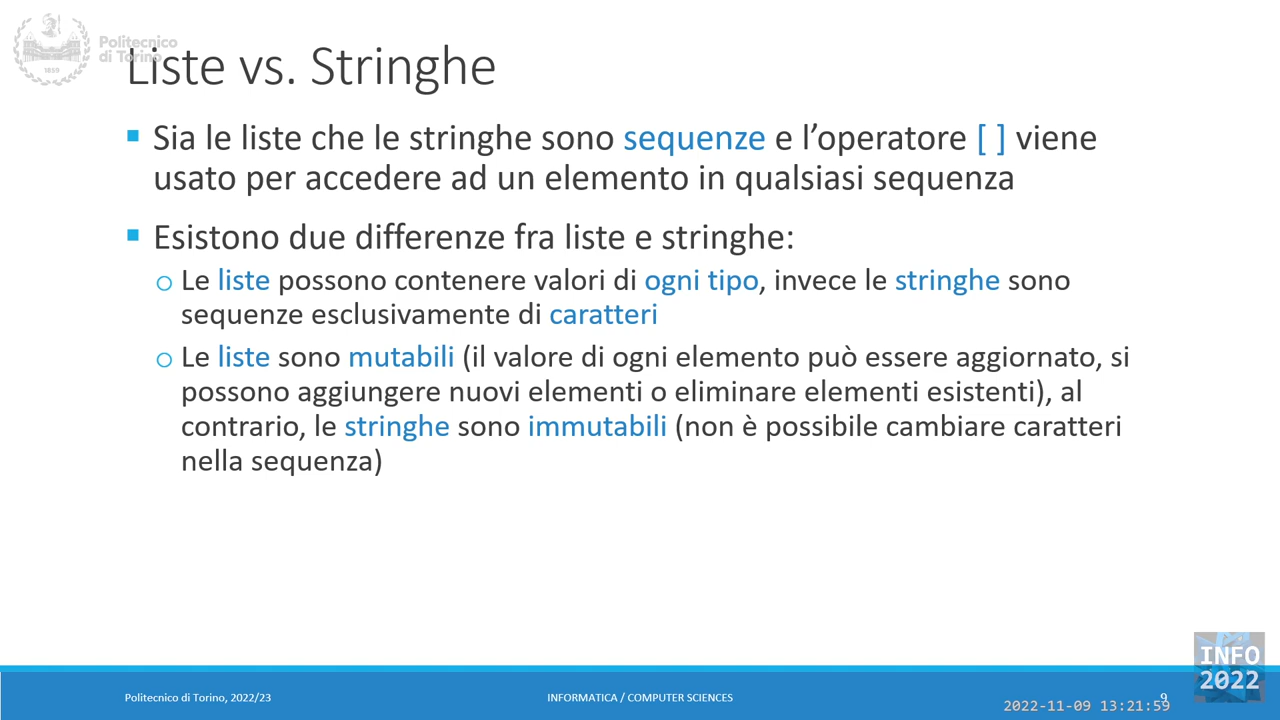 Politecnico
di Torino
1859
Liste vs. Stringhe
Sia le liste che le stringhe sono sequenze e l’operatore [ ] viene
usato per accedere ad un elemento in qualsiasi sequenza
Esistono due differenze fra liste e stringhe:
Le liste possono contenere valori di ogni tipo, invece le stringhe sono
sequenze esclusivamente di caratteri
Le liste sono mutabili (il valore di ogni elemento può essere aggiornato, si
possono aggiungere nuovi elementi o eliminare elementi esistenti), al
contrario, le stringhe sono immutabili (non è possibile cambiare caratteri
nella sequenza)
INFO
2022
Politecnico di Torino, 2022/23
INFORMATICA / COMPUTER SCIENCES
9
2022-11-09 13:21:59